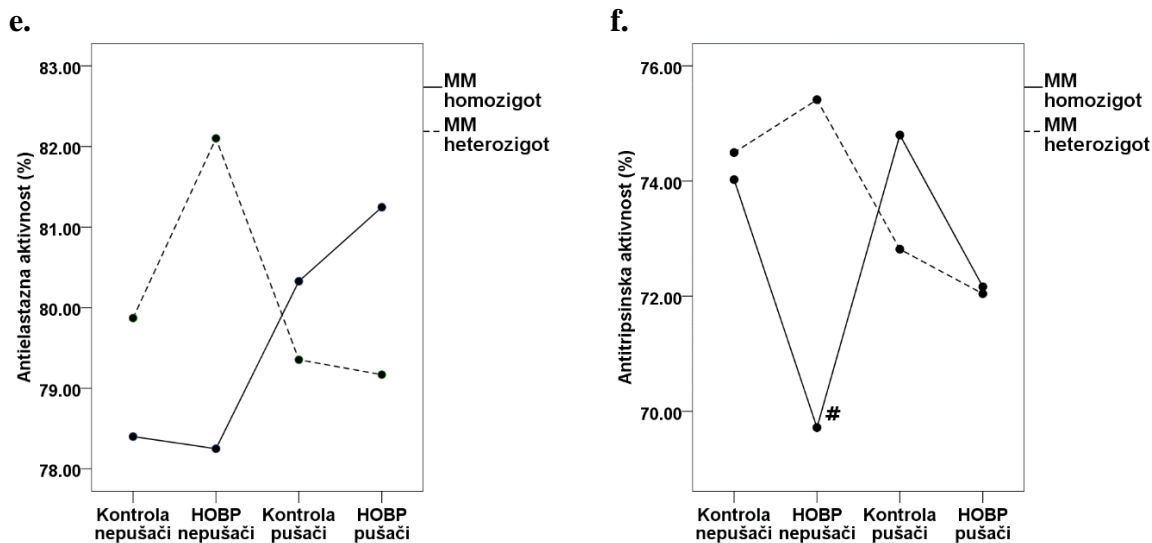 e.
Antielastazna aktivnost (%)
83.00
82.00
81.00
80.00
79.00
78.00
Kontrola
nepušači
HOBP
nepušači
Kontrola
pušači
HOBP
pušači
MM
homozigot
MM
heterozigot
f.
Antitripsinska aktivnost (%)
76.00
74.00
72.00
70.00
#
Kontrola
nepušači
HOBP
nepušači
Kontrola
pušači
HOBP
pušači
MM
homozigot
MM
heterozigot